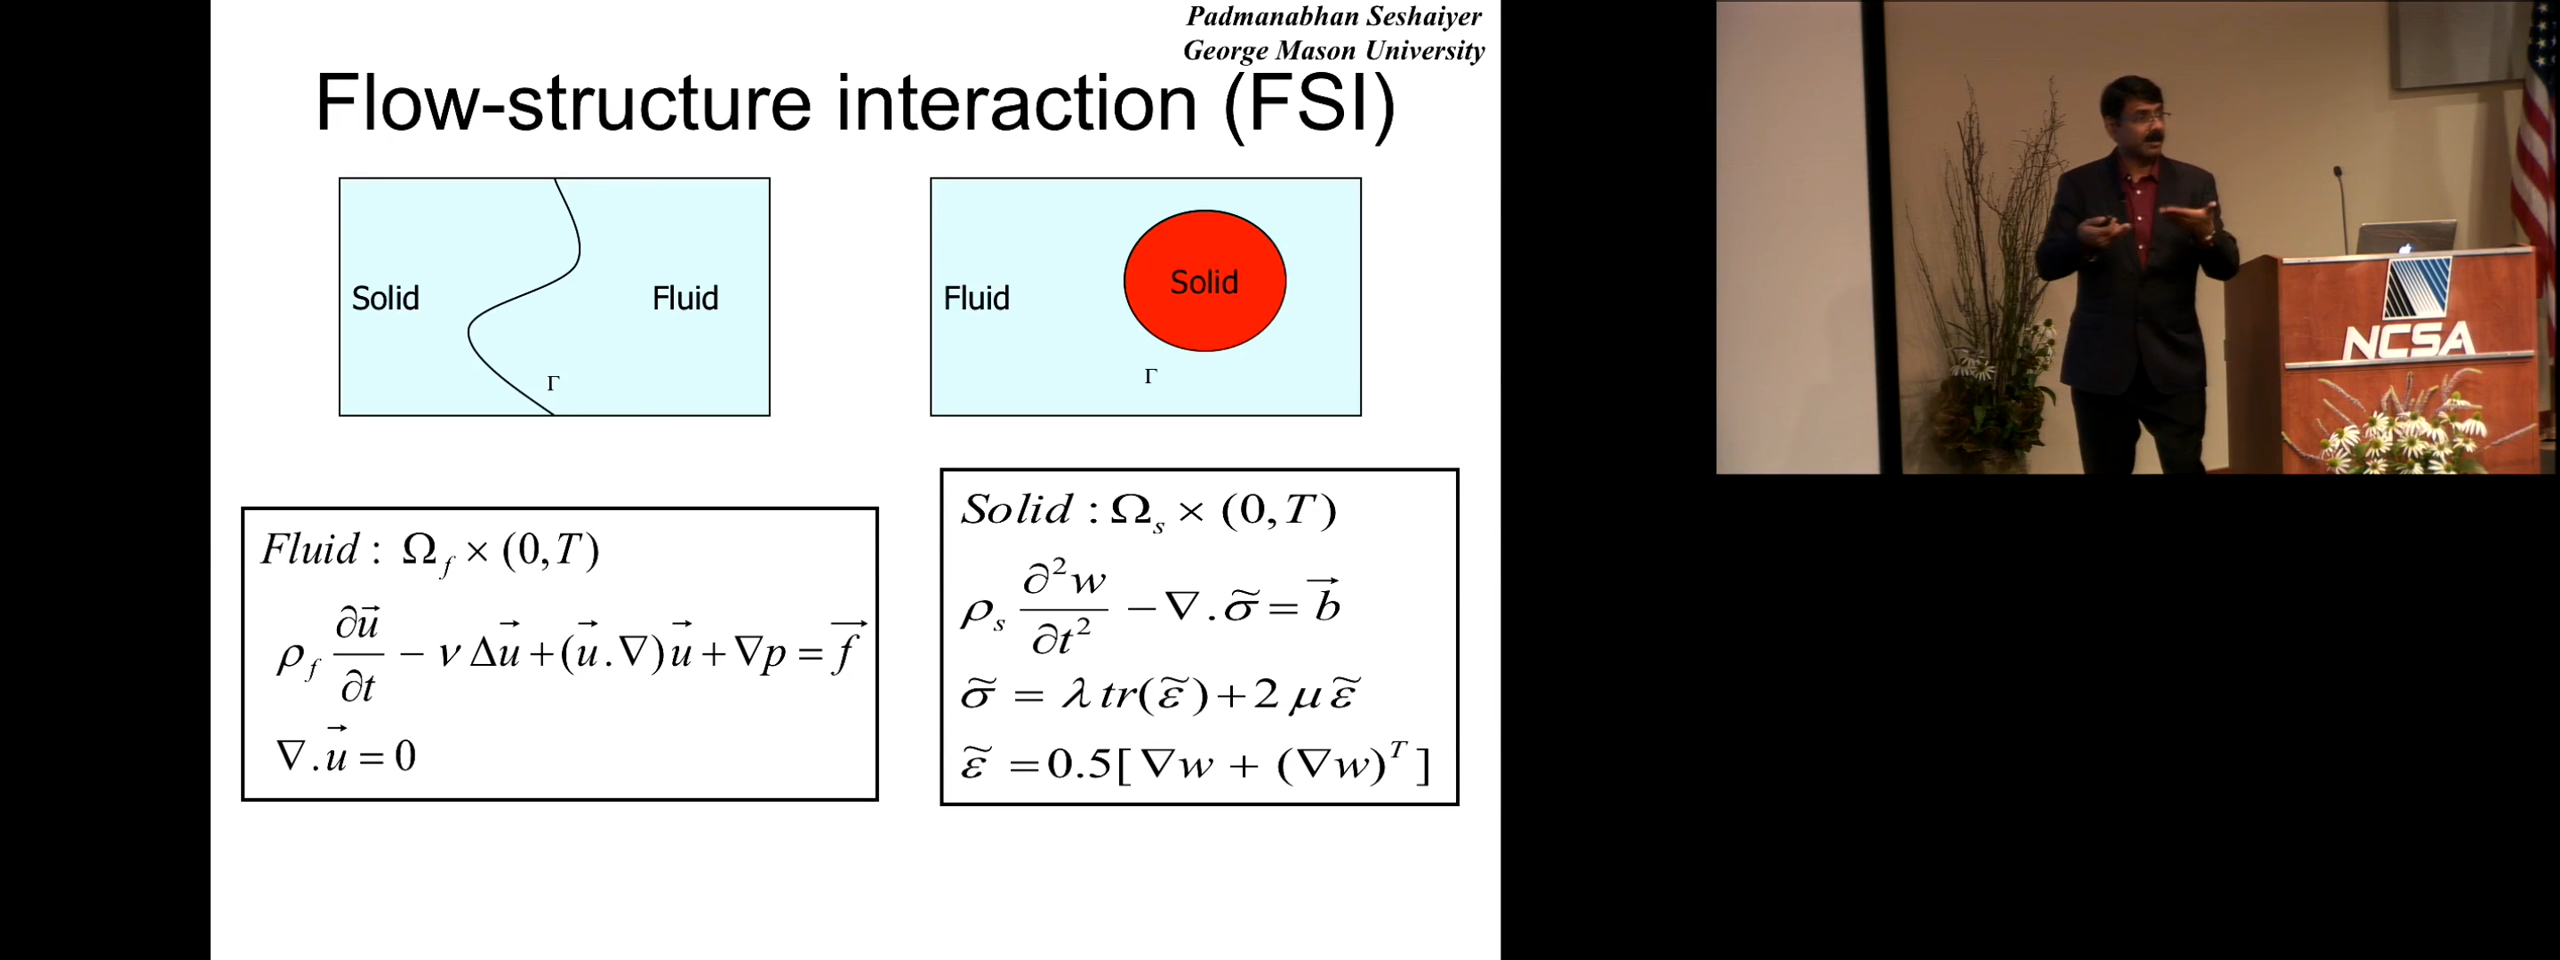 Padmanabhan Seshaiyer
George Mason University
Flow-structure interaction (FSI)
Solid
Fluid
Γ
Fluid
Solid
Γ
Fluid : Ω_f × (0,T)
ρ_f ∂u⃗/∂t − ν Δu⃗ + (u⃗.∇)u⃗ + ∇p = f⃗
∇.u⃗ = 0
Solid : Ω_s × (0,T)
ρ_s ∂²w/∂t² − ∇.σ̃ = b⃗
σ̃ = λ tr(ε̃) + 2 μ ε̃
ε̃ = 0.5[ ∇w + (∇w)^T ]
NCSA